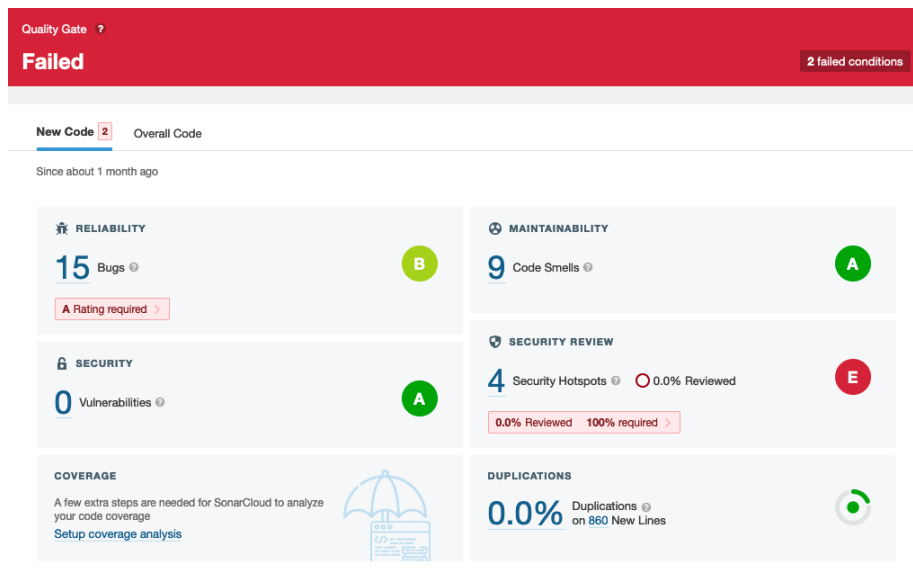 Quality Gate ?
Failed
2 failed conditions
New Code 2
Overall Code
Since about 1 month ago
RELIABILITY
15 Bugs ?
B
A Rating required >
MAINTAINABILITY
9 Code Smells ?
A
SECURITY
0 Vulnerabilities ?
A
SECURITY REVIEW
4 Security Hotspots ? 0.0% Reviewed
E
0.0% Reviewed 100% required >
COVERAGE
A few extra steps are needed for SonarCloud to analyze
your code coverage
Setup coverage analysis
</>
DUPLICATIONS
0.0% Duplications ?
on 860 New Lines